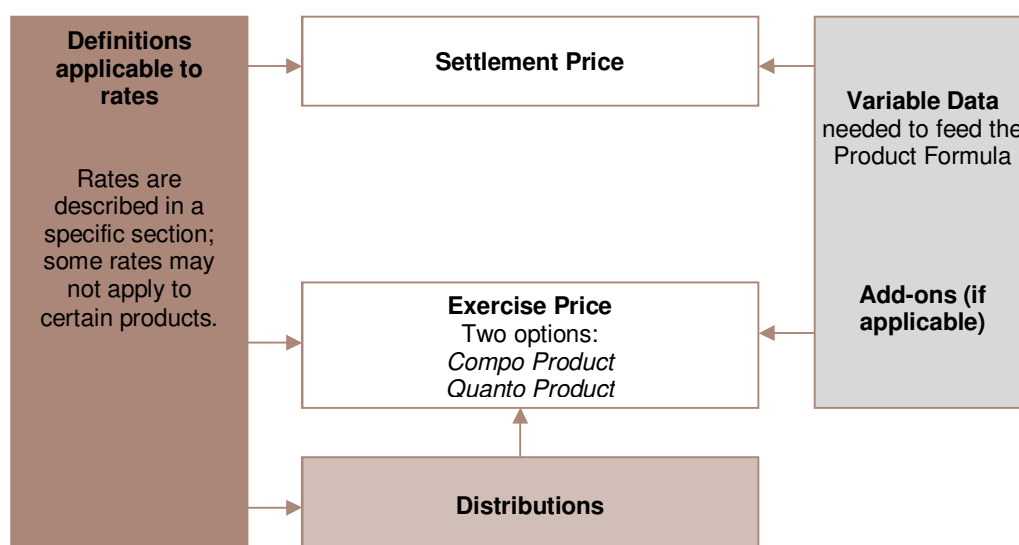 Definitions
applicable to
rates
Rates are
described in a
specific section;
some rates may
not apply to
certain products.
Settlement Price
Exercise Price
Two options:
Compo Product
Quanto Product
Distributions
Variable Data
needed to feed the
Product Formula
Add-ons (if
applicable)